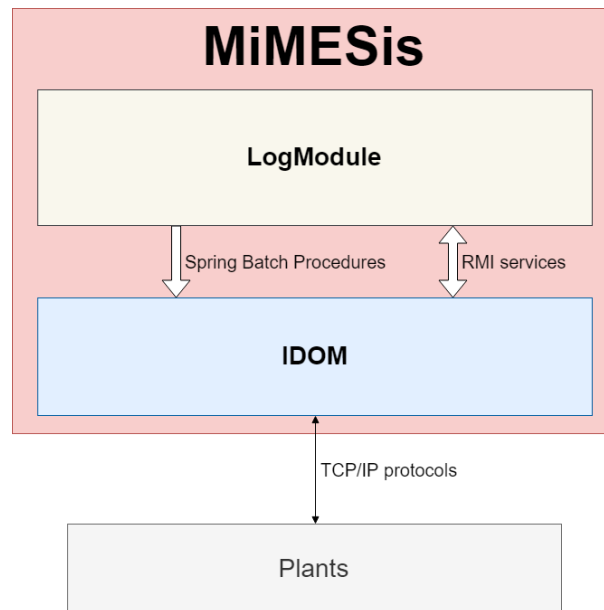 MiMESis
LogModule
Spring Batch Procedures
RMI services
IDOM
TCP/IP protocols
Plants